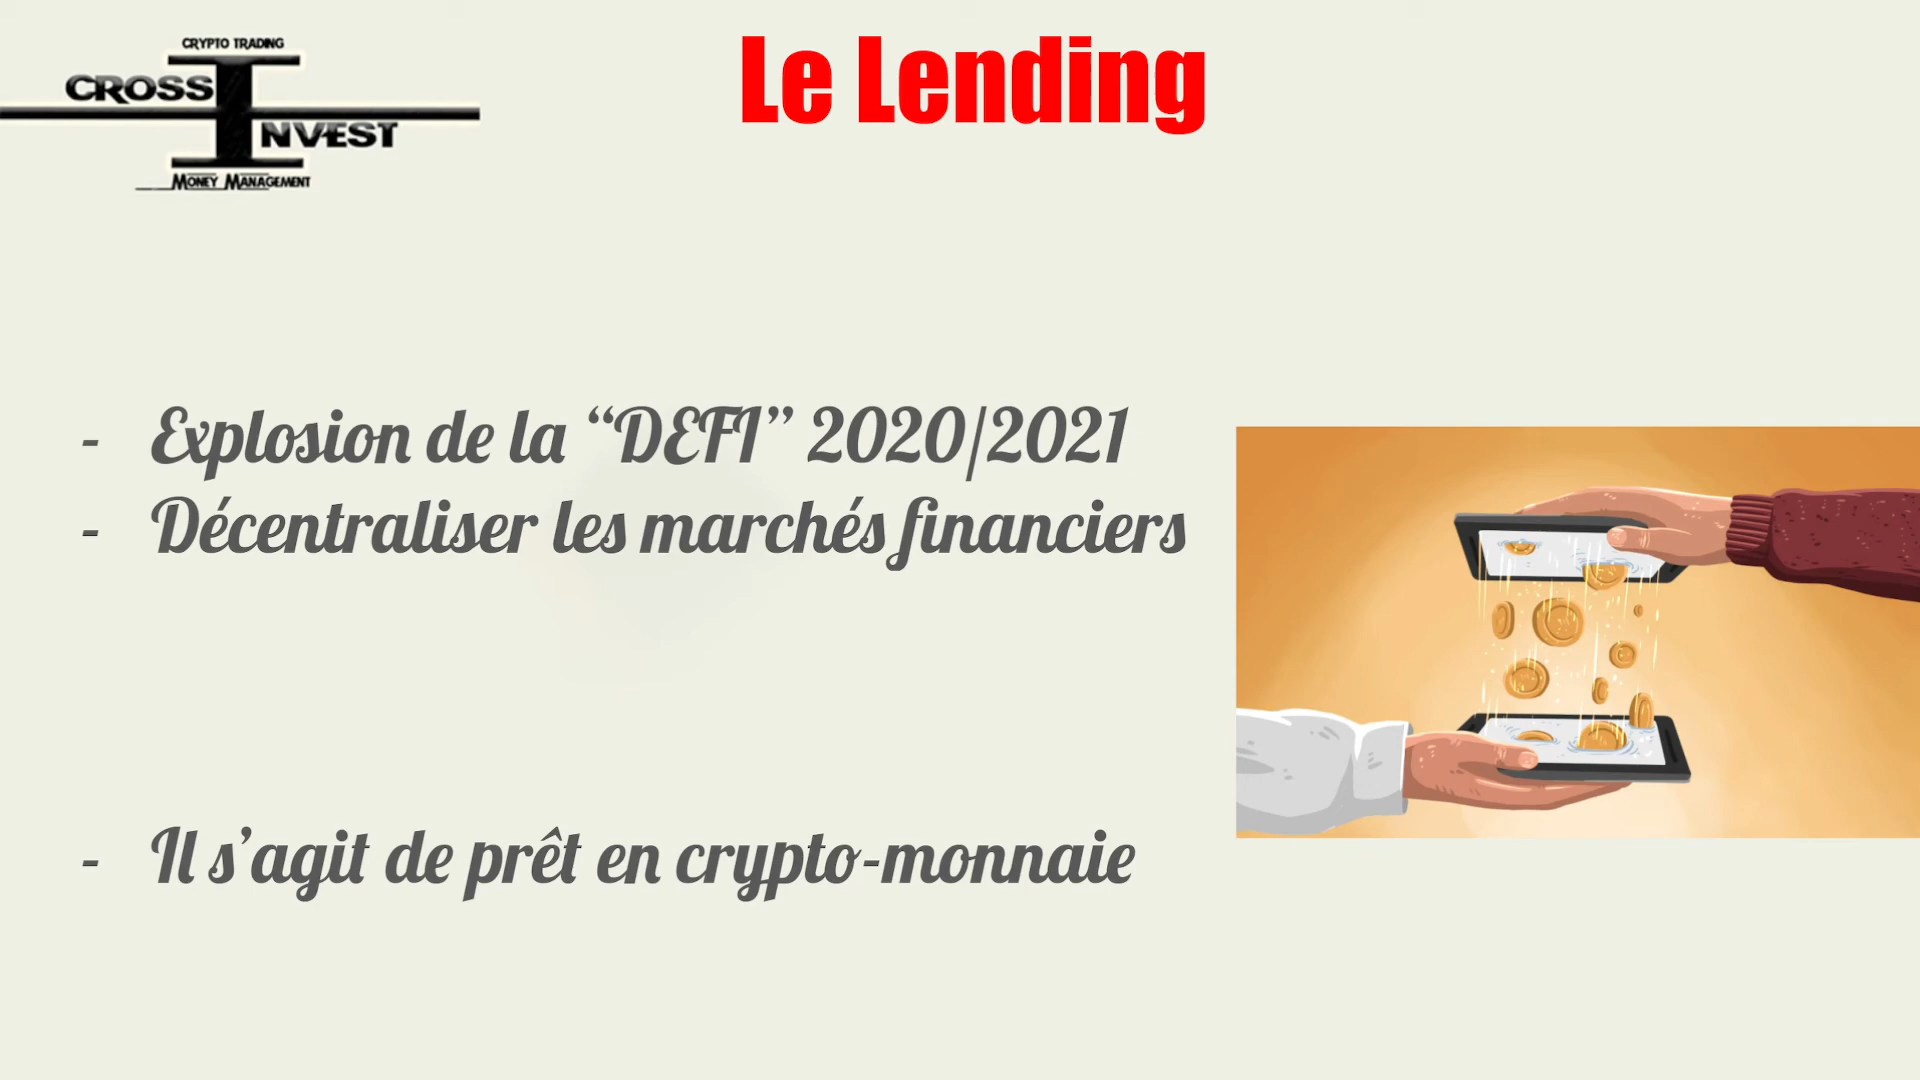 CRYPTO TRADING
CROSS
INVEST
MONEY MANAGEMENT
Le Lending
- Explosion de la “DEFI” 2020/2021
- Décentraliser les marchés financiers
- Il s’agit de prêt en crypto-monnaie